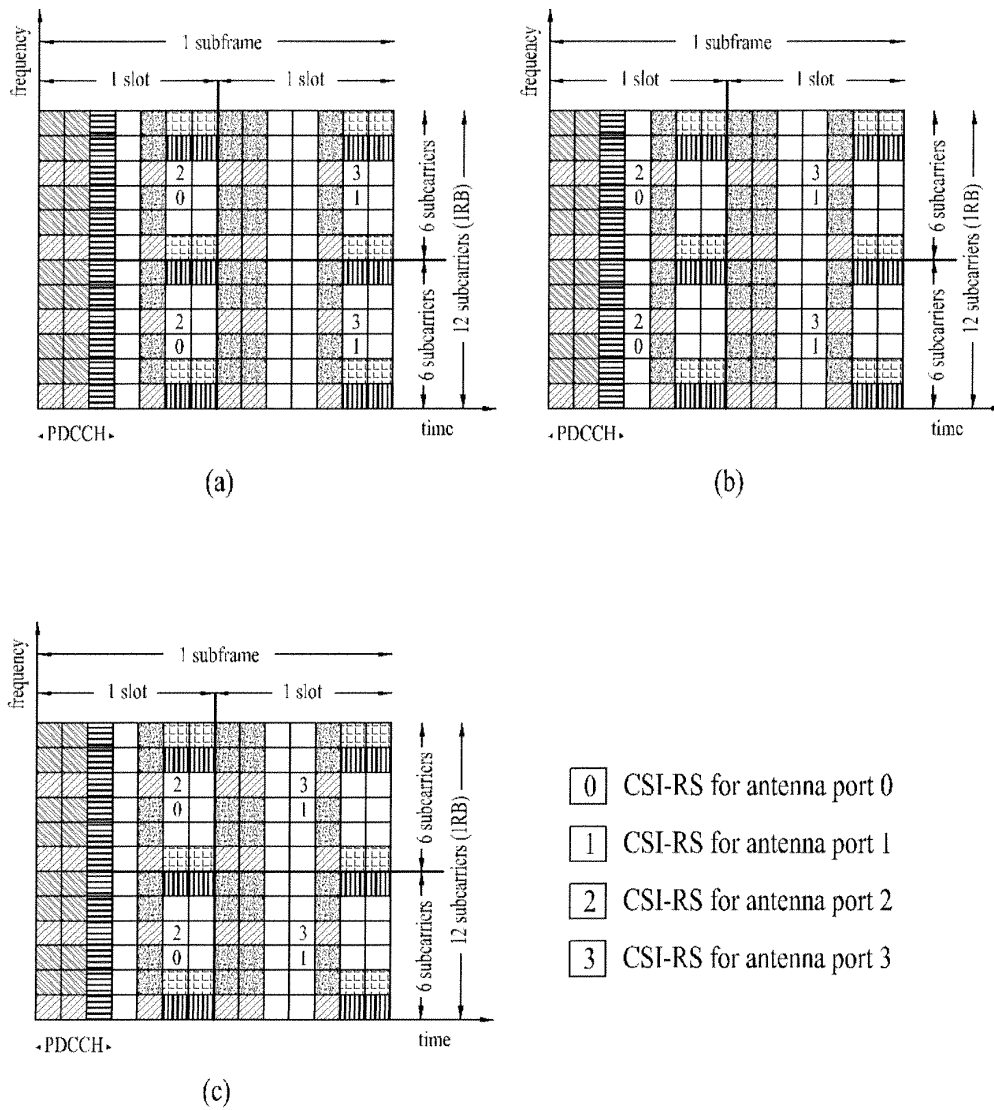 1 subframe
1 slot
1 slot
frequency
2
3
0
1
2
3
0
1
6 subcarriers
6 subcarriers
12 subcarriers (1RB)
time
PDCCH
(a)
1 subframe
1 slot
1 slot
frequency
2
3
0
1
2
3
0
1
6 subcarriers
6 subcarriers
12 subcarriers (1RB)
time
PDCCH
(b)
1 subframe
1 slot
1 slot
frequency
2
3
0
1
2
3
0
1
6 subcarriers
6 subcarriers
12 subcarriers (1RB)
time
PDCCH
(c)
0 CSI-RS for antenna port 0
1 CSI-RS for antenna port 1
2 CSI-RS for antenna port 2
3 CSI-RS for antenna port 3